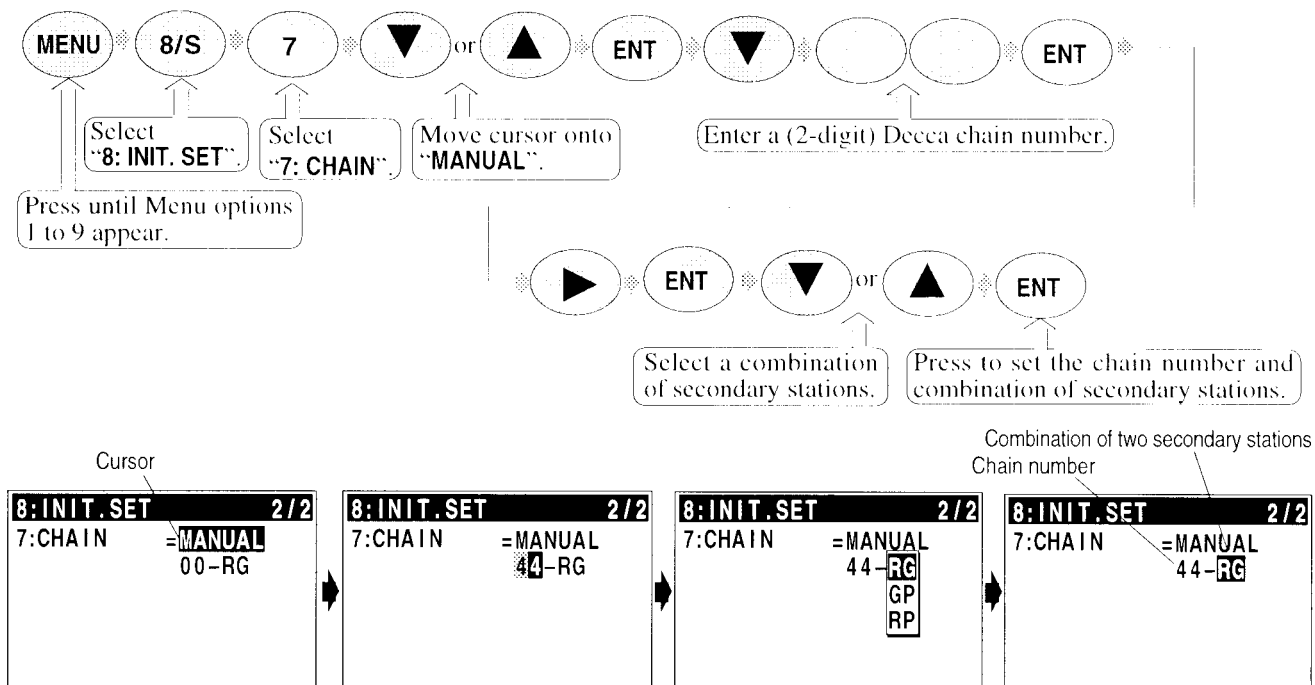 MENU 8/S 7 ▼ or ▲ ENT ▼ ENT
Select
“8: INIT. SET”.
Select
“7: CHAIN”.
Move cursor onto
“MANUAL”.
Enter a (2-digit) Decca chain number.
Press until Menu options
1 to 9 appear.
▶ ENT ▼ or ▲ ENT
Select a combination
of secondary stations.
Press to set the chain number and
combination of secondary stations.
Cursor
Combination of two secondary stations
Chain number
8:INIT.SET 2/2
7:CHAIN =MANUAL
00-RG
8:INIT.SET 2/2
7:CHAIN =MANUAL
44-RG
8:INIT.SET 2/2
7:CHAIN =MANUAL
44-RG
GP
RP
8:INIT.SET 2/2
7:CHAIN =MANUAL
44-RG